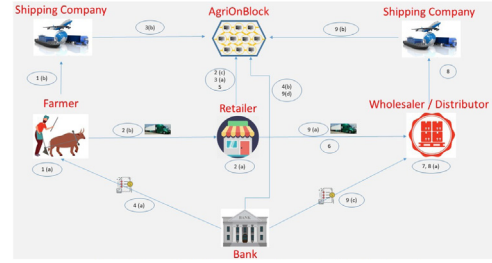 Shipping Company
AgriOnBlock
Shipping Company
3(b)
9 (b)
1 (b)
2 (c)
3 (a)
5
4(b)
9(d)
8
Farmer
Retailer
Wholesaler / Distributor
2 (b)
9 (a)
6
1 (a)
2 (a)
7, 8 (a)
4 (a)
9 (c)
BANK
Bank